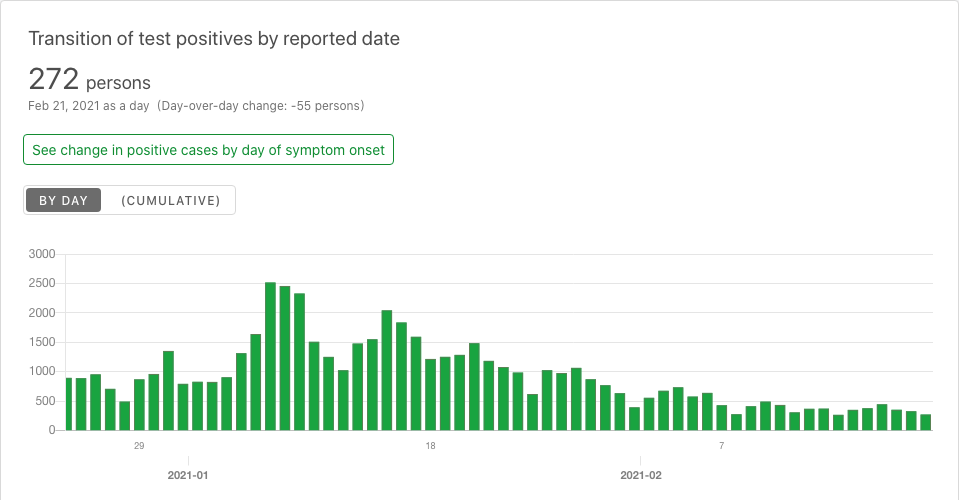 Transition of test positives by reported date
272 persons
Feb 21, 2021 as a day (Day-over-day change: -55 persons)
See change in positive cases by day of symptom onset
BY DAY (CUMULATIVE)
3000
2500
2000
1500
1000
500
0
29 18 7
2021-01 2021-02